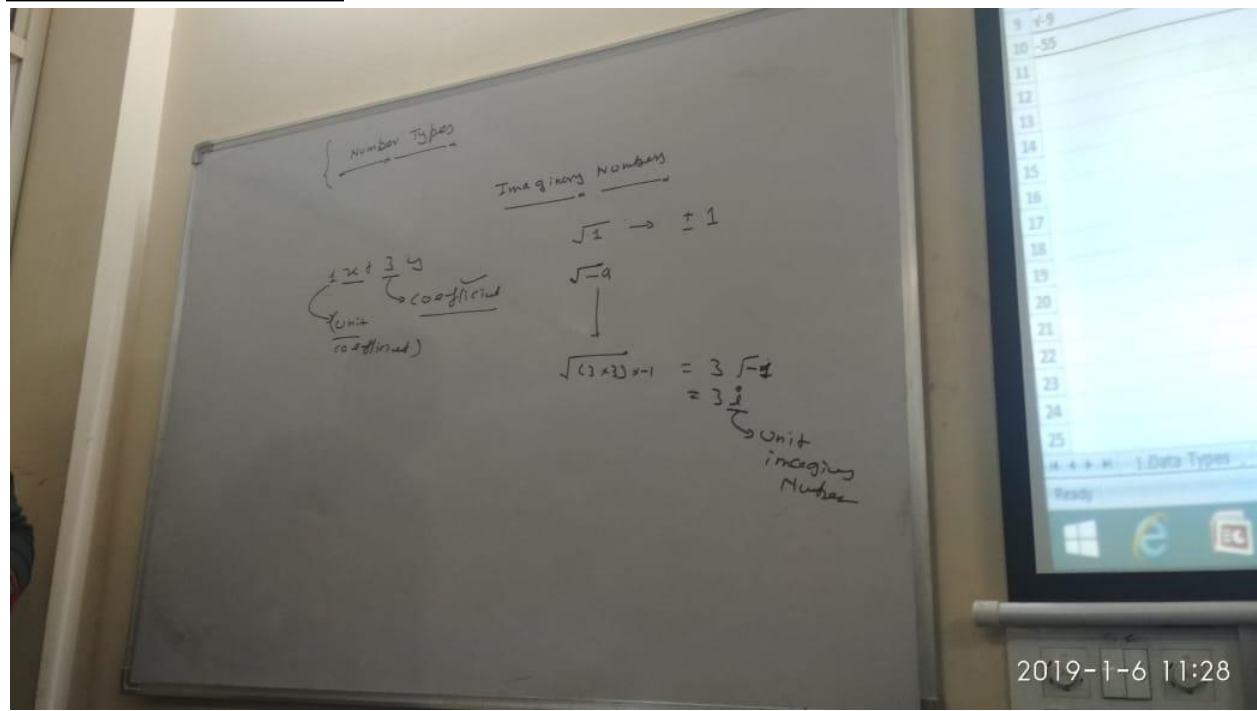 { Number Types
Imaginary Numbers
√1 → ± 1
1x + 3y
coefficient
(Unit
√-9
√(3×3)×-1 = 3 √-1
= 3i
Unit
imaginary
Number
9 √-9
10 -55
11
12
13
14
15
16
17
18
19
20
21
22
23
24
25
1.Data Types
Ready
2019-1-6 11:28